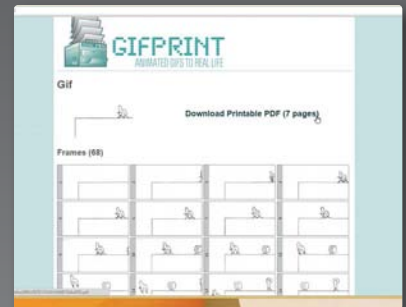 GIFPRINT
ANIMATED GIFS TO REAL LIFE
Gif
Download Printable PDF (7 pages)
Frames (68)